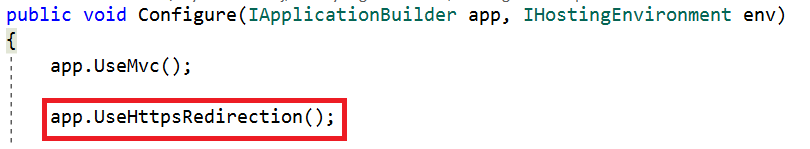 public void Configure(IApplicationBuilder app, IHostingEnvironment env)
{
app.UseMvc();
app.UseHttpsRedirection();